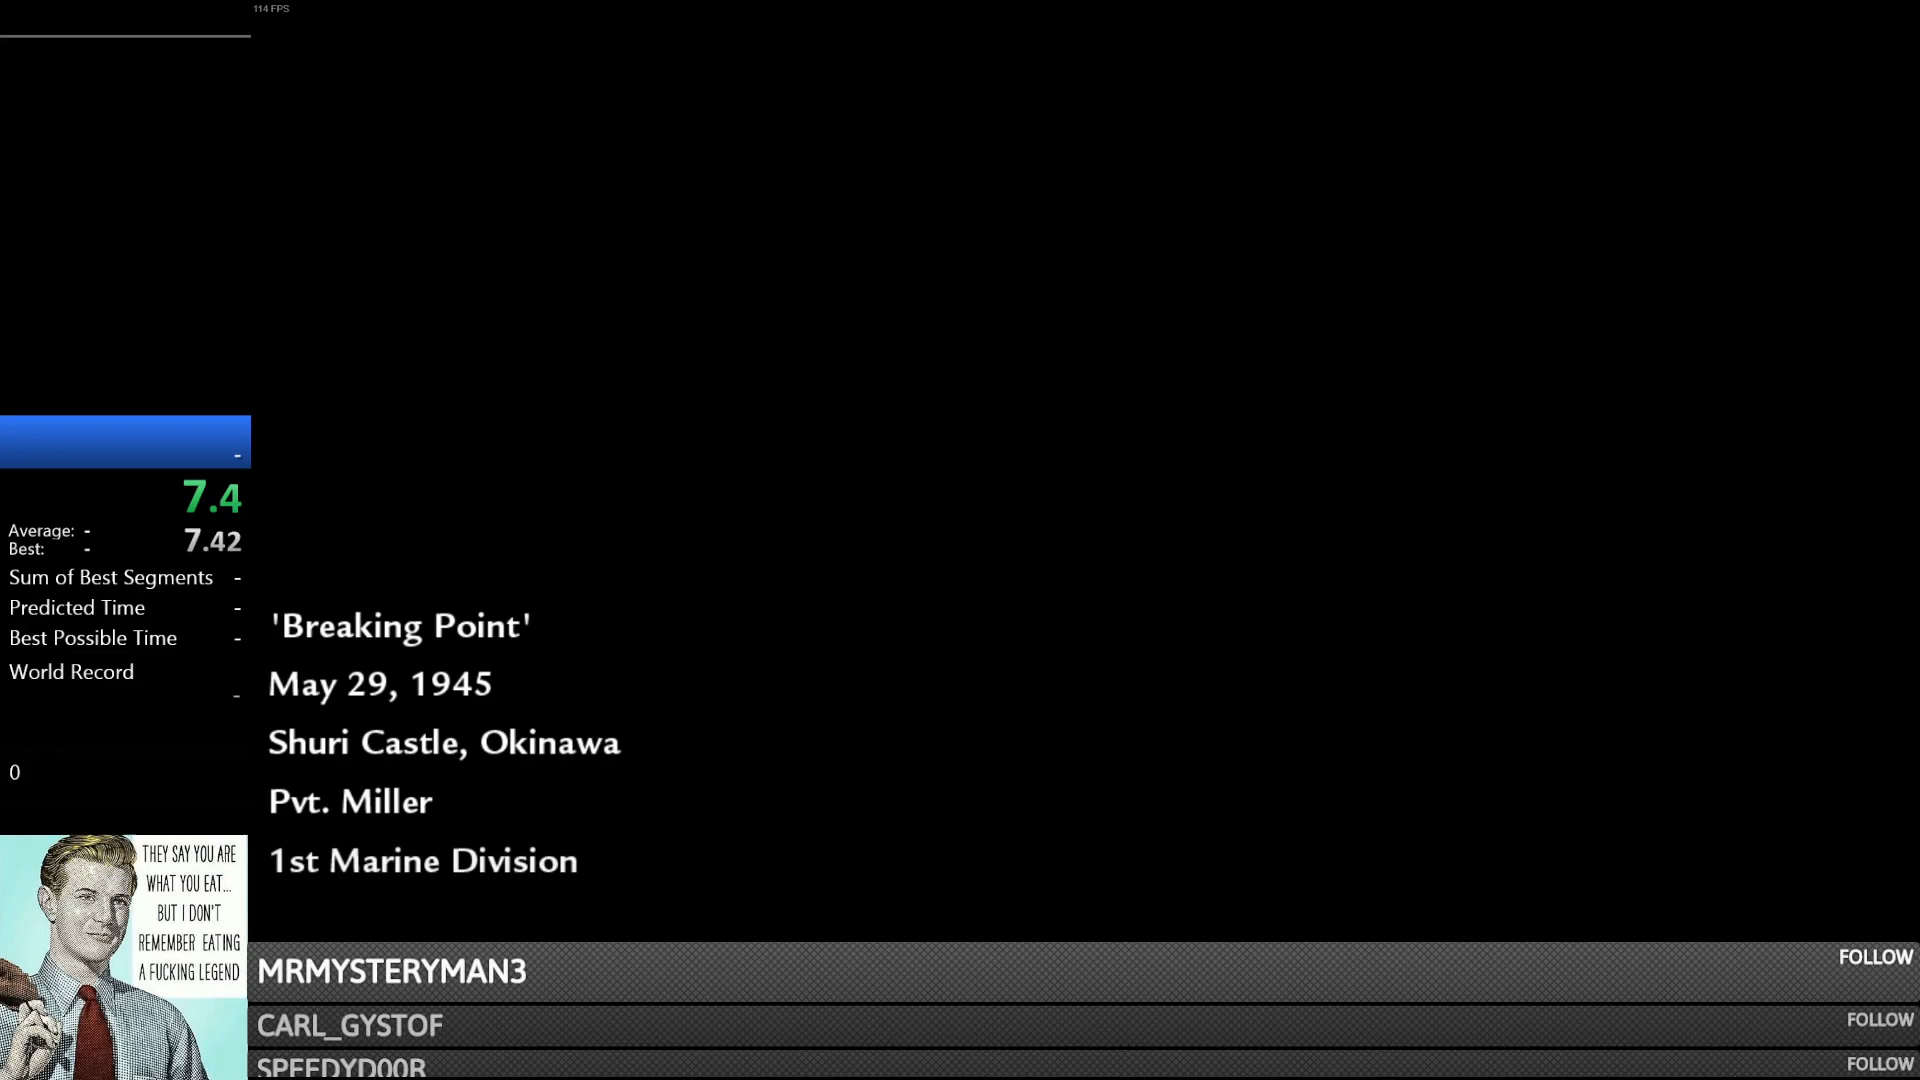 114 FPS
-
7.4
Average: -
7.42
Best: -
Sum of Best Segments -
Predicted Time -
Best Possible Time -
World Record
-
0
'Breaking Point'
May 29, 1945
Shuri Castle, Okinawa
Pvt. Miller
1st Marine Division
THEY SAY YOU ARE
WHAT YOU EAT...
BUT I DON'T
REMEMBER EATING
A FUCKING LEGEND
MRMYSTERYMAN3 FOLLOW
CARL_GYSTOF FOLLOW
SPEEDYD00R FOLLOW